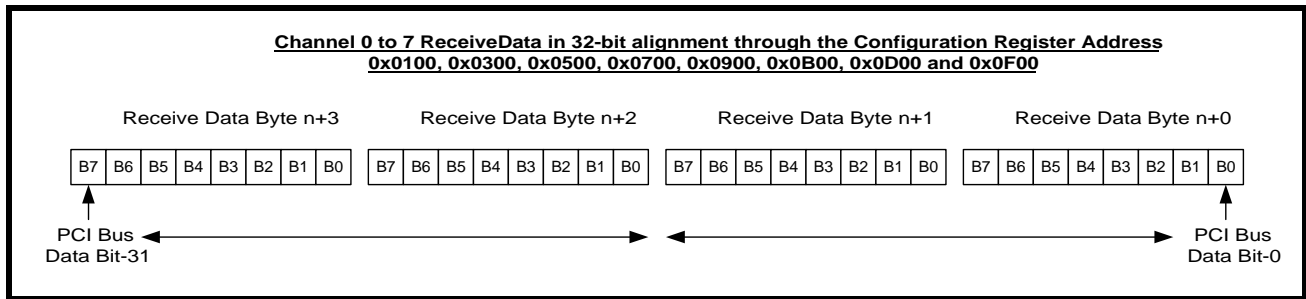 Channel 0 to 7 ReceiveData in 32-bit alignment through the Configuration Register Address
0x0100, 0x0300, 0x0500, 0x0700, 0x0900, 0x0B00, 0x0D00 and 0x0F00
Receive Data Byte n+3 Receive Data Byte n+2 Receive Data Byte n+1 Receive Data Byte n+0
B7 B6 B5 B4 B3 B2 B1 B0 B7 B6 B5 B4 B3 B2 B1 B0 B7 B6 B5 B4 B3 B2 B1 B0 B7 B6 B5 B4 B3 B2 B1 B0
PCI Bus PCI Bus
Data Bit-31 Data Bit-0